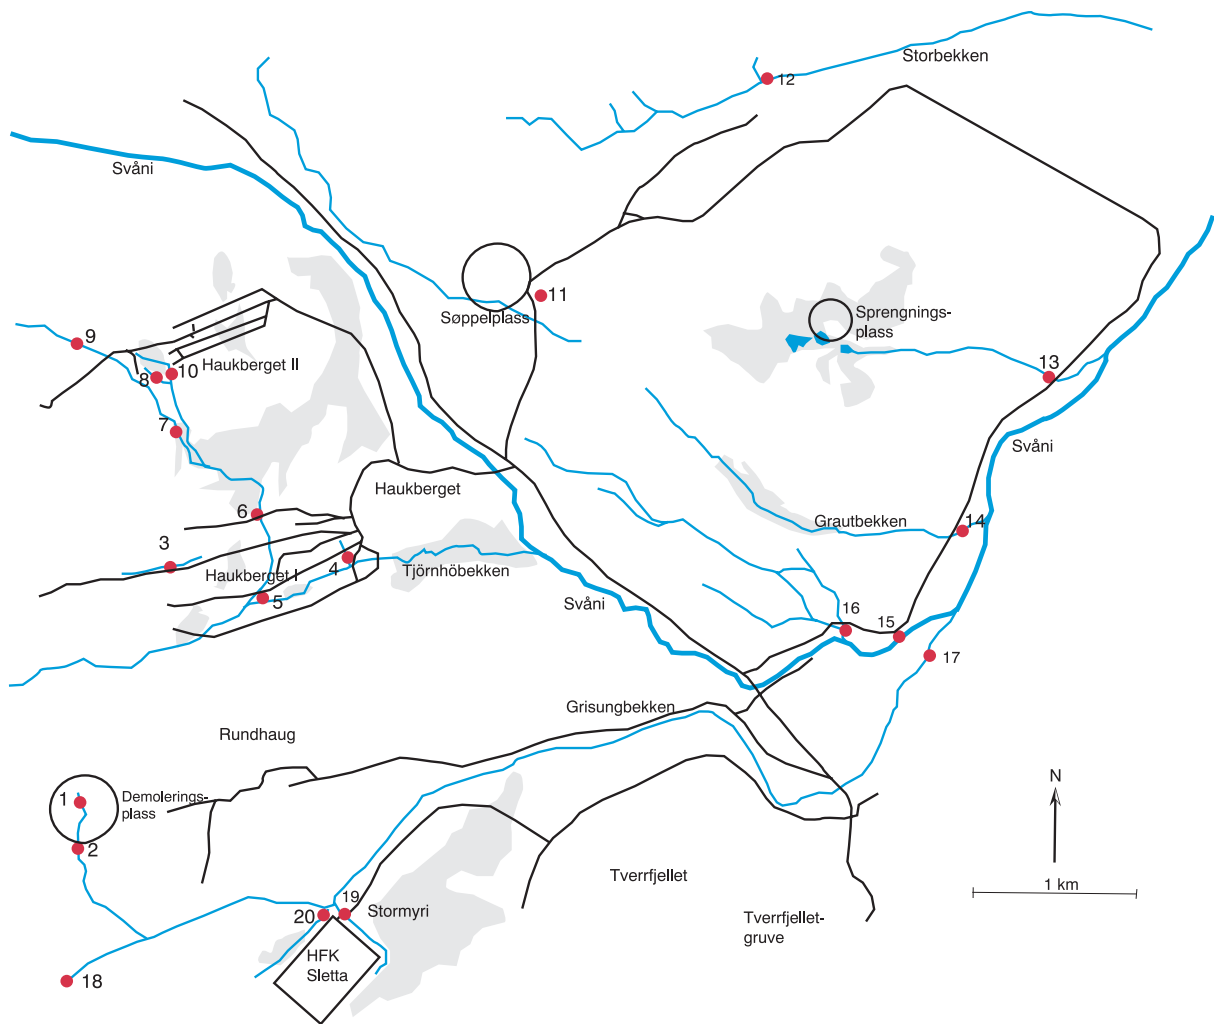 Storbekken
12
Svåni
11
Søppelplass
Sprengnings-
plass
9
Haukberget II
10
8
13
7
Svåni
Haukberget
6
Grautbekken
14
3
4
Haukberget I
Tjörnhöbekken
5
Svåni
16
15
17
Grisungbekken
Rundhaug
N
1
Demolerings-
plass
2
1 km
Tverrfjellet
19
20
Stormyri
Tverrfjellet-
gruve
HFK
Sletta
18